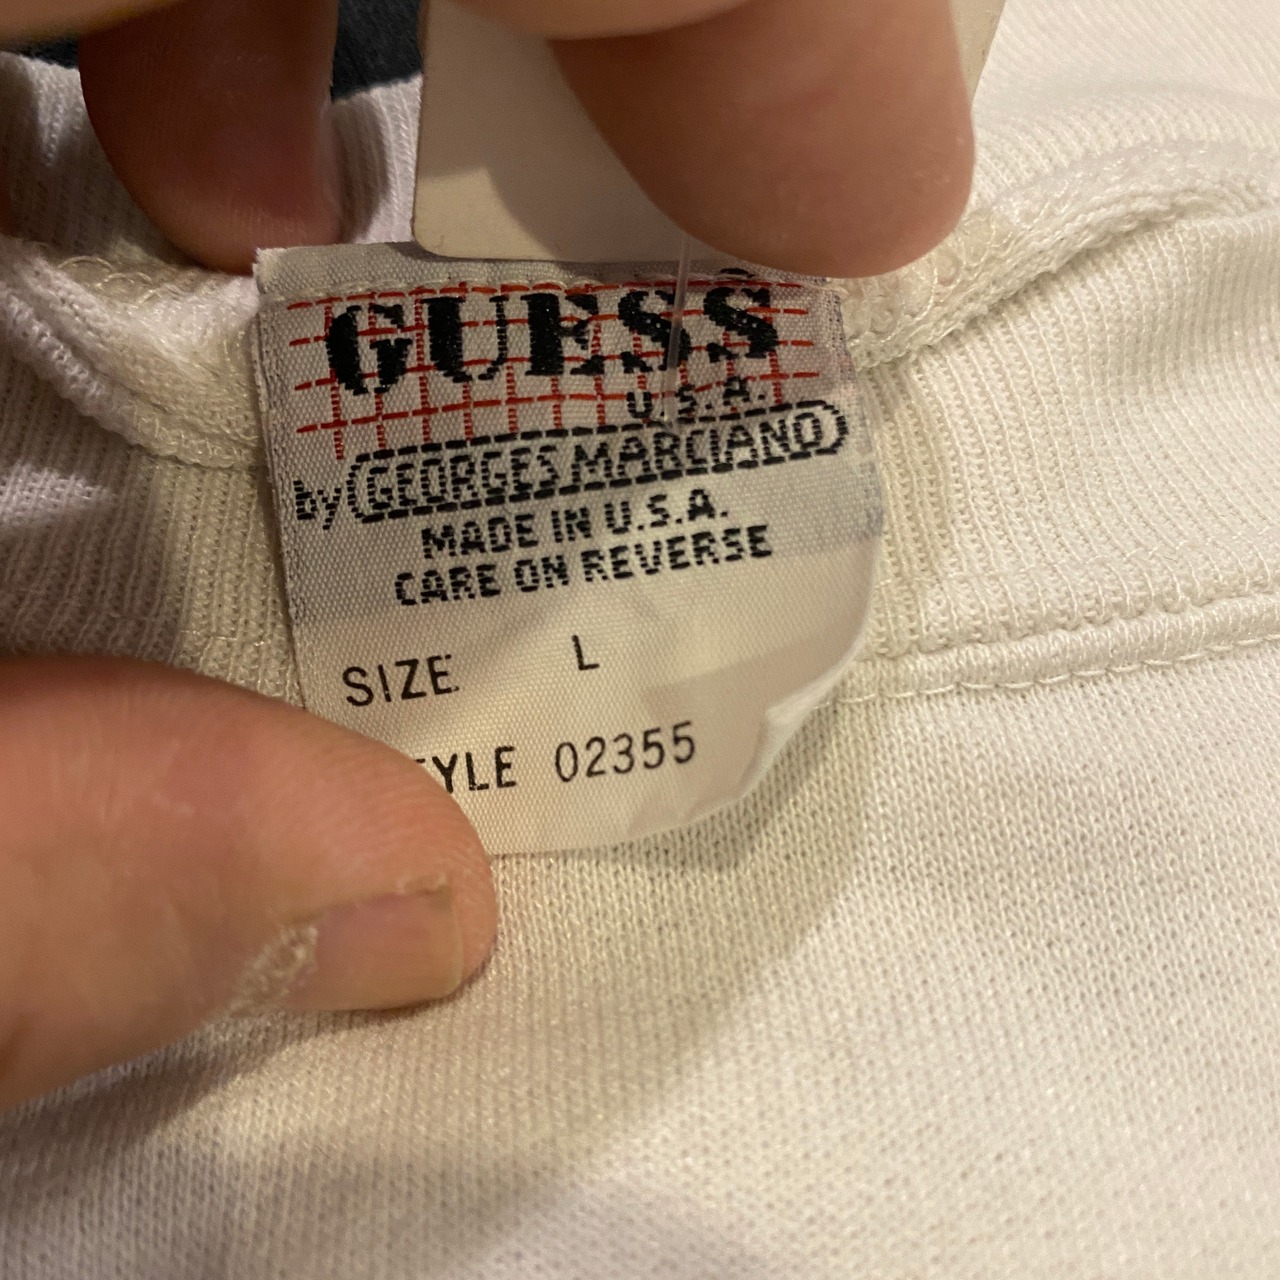 GUESS
U.S.A.
by GEORGES MARCIANO
MADE IN U.S.A.
CARE ON REVERSE
SIZE: L
YLE 02355